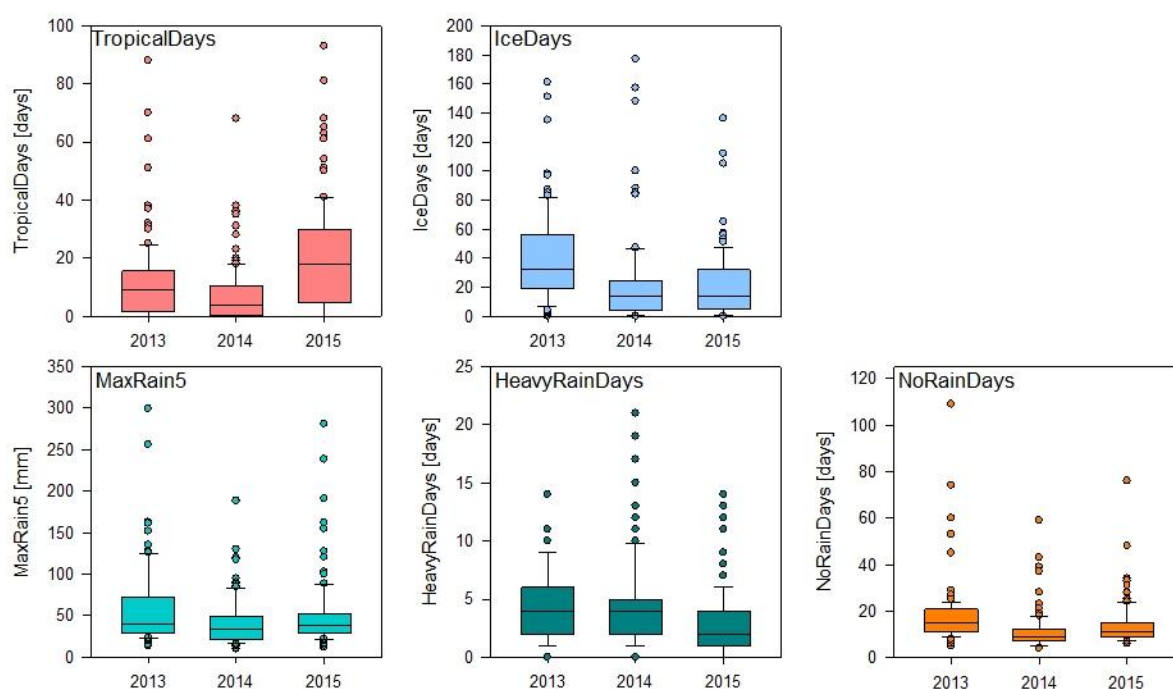 TropicalDays
TropicalDays [days]
100
80
60
40
20
0
2013 2014 2015
IceDays
IceDays [days]
200
180
160
140
120
100
80
60
40
20
0
2013 2014 2015
MaxRain5
MaxRain5 [mm]
350
300
250
200
150
100
50
0
2013 2014 2015
HeavyRainDays
HeavyRainDays [days]
25
20
15
10
5
0
2013 2014 2015
NoRainDays
NoRainDays [days]
120
100
80
60
40
20
0
2013 2014 2015